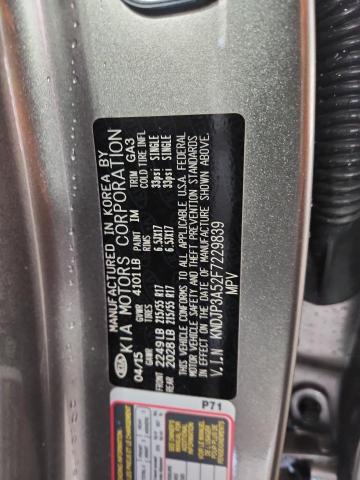 MANUFACTURED IN KOREA BY
KIA MOTORS CORPORATION
04/15 GVWR 4101LB PAINT IM TRIM GA3
GAWR TIRES RIMS COLD TIRE INFL
FRONT 2249LB 215/55 R17 6.5JX17 33psi SINGLE
REAR 2028LB 215/55 R17 6.5JX17 33psi SINGLE
THIS VEHICLE CONFORMS TO ALL APPLICABLE U.S.A. FEDERAL
MOTOR VEHICLE SAFETY AND THEFT PREVENTION STANDARDS IN
EFFECT ON THE DATE OF MANUFACTURE SHOWN ABOVE.
V.I.N. KNDJP3A52F7229839
MPV
KIA
P71